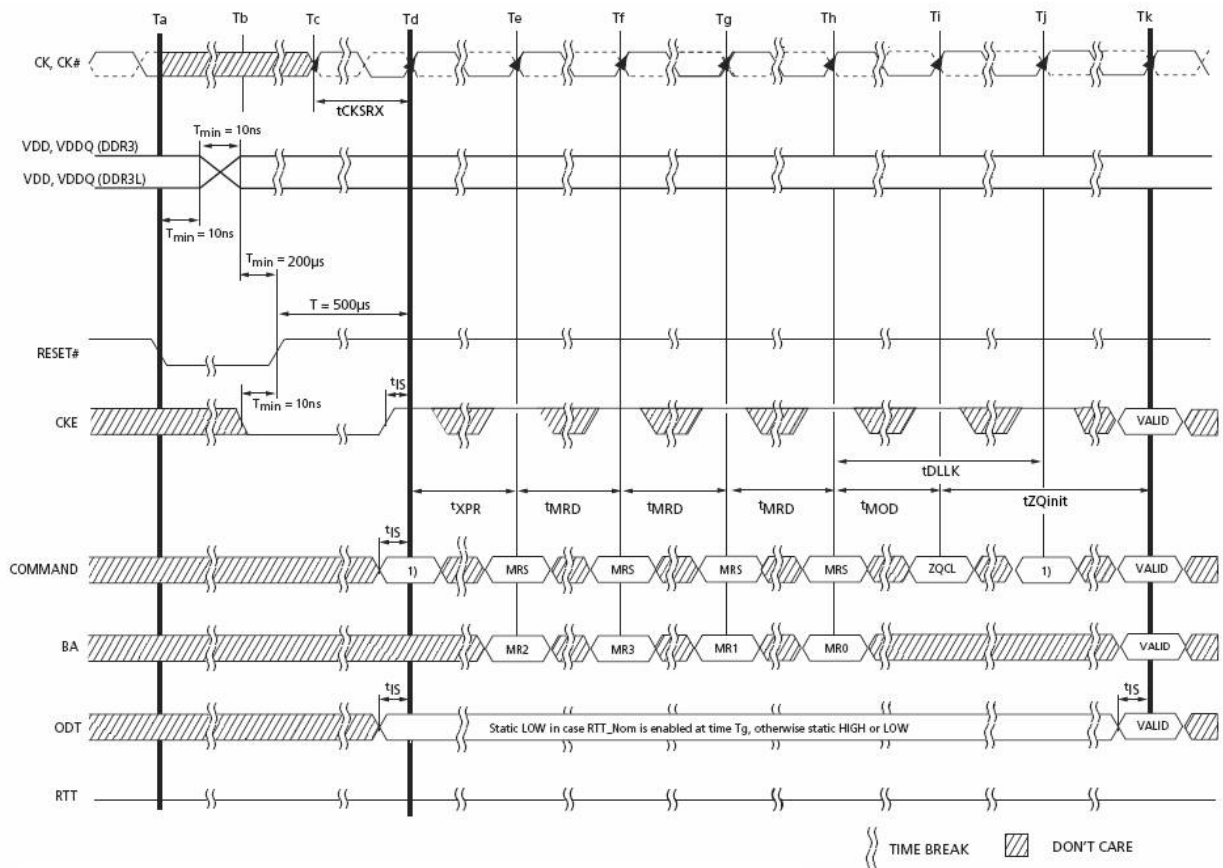 Ta Tb Tc Td Te Tf Tg Th Ti Tj Tk
CK, CK#
tCKSRX
Tmin = 10ns
VDD, VDDQ (DDR3)
VDD, VDDQ (DDR3L)
Tmin = 10ns
Tmin = 200µs
T = 500µs
RESET#
tIS
Tmin = 10ns
CKE VALID
tDLLK
tXPR tMRD tMRD tMRD tMOD tZQinit
tIS
COMMAND 1) MRS MRS MRS MRS ZQCL 1) VALID
BA MR2 MR3 MR1 MR0 VALID
tIS tIS
ODT Static LOW in case RTT_Nom is enabled at time Tg, otherwise static HIGH or LOW VALID
RTT
TIME BREAK DON'T CARE